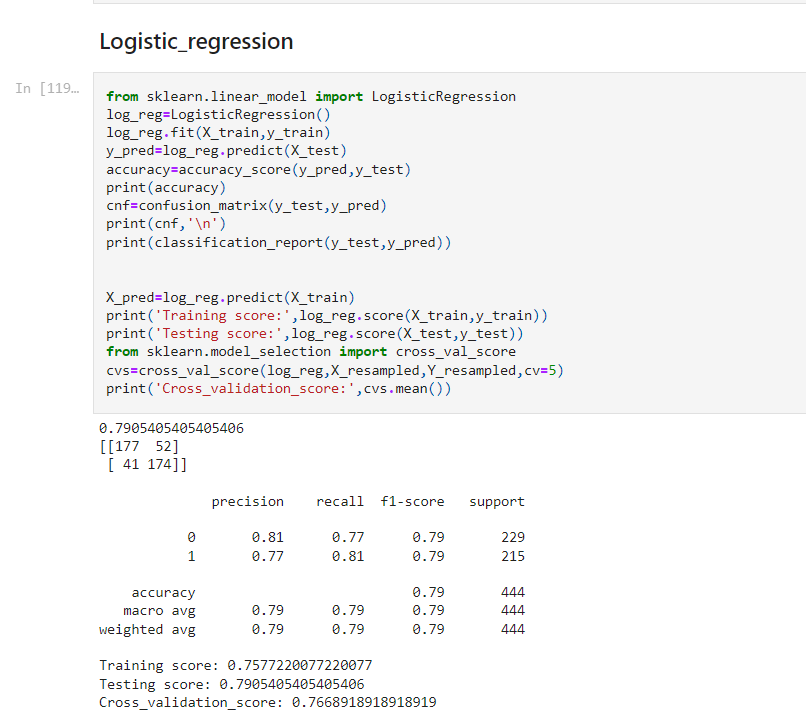 Logistic_regression
In [119…
from sklearn.linear_model import LogisticRegression
log_reg=LogisticRegression()
log_reg.fit(X_train,y_train)
y_pred=log_reg.predict(X_test)
accuracy=accuracy_score(y_pred,y_test)
print(accuracy)
cnf=confusion_matrix(y_test,y_pred)
print(cnf,'\n')
print(classification_report(y_test,y_pred))
X_pred=log_reg.predict(X_train)
print('Training score:',log_reg.score(X_train,y_train))
print('Testing score:',log_reg.score(X_test,y_test))
from sklearn.model_selection import cross_val_score
cvs=cross_val_score(log_reg,X_resampled,Y_resampled,cv=5)
print('Cross_validation_score:',cvs.mean())
0.7905405405405406
[[177  52]
 [ 41 174]]
precision    recall  f1-score   support
0       0.81      0.77      0.79       229
1       0.77      0.81      0.79       215
accuracy                           0.79       444
macro avg       0.79      0.79      0.79       444
weighted avg       0.79      0.79      0.79       444
Training score: 0.7577220077220077
Testing score: 0.7905405405405406
Cross_validation_score: 0.7668918918918919